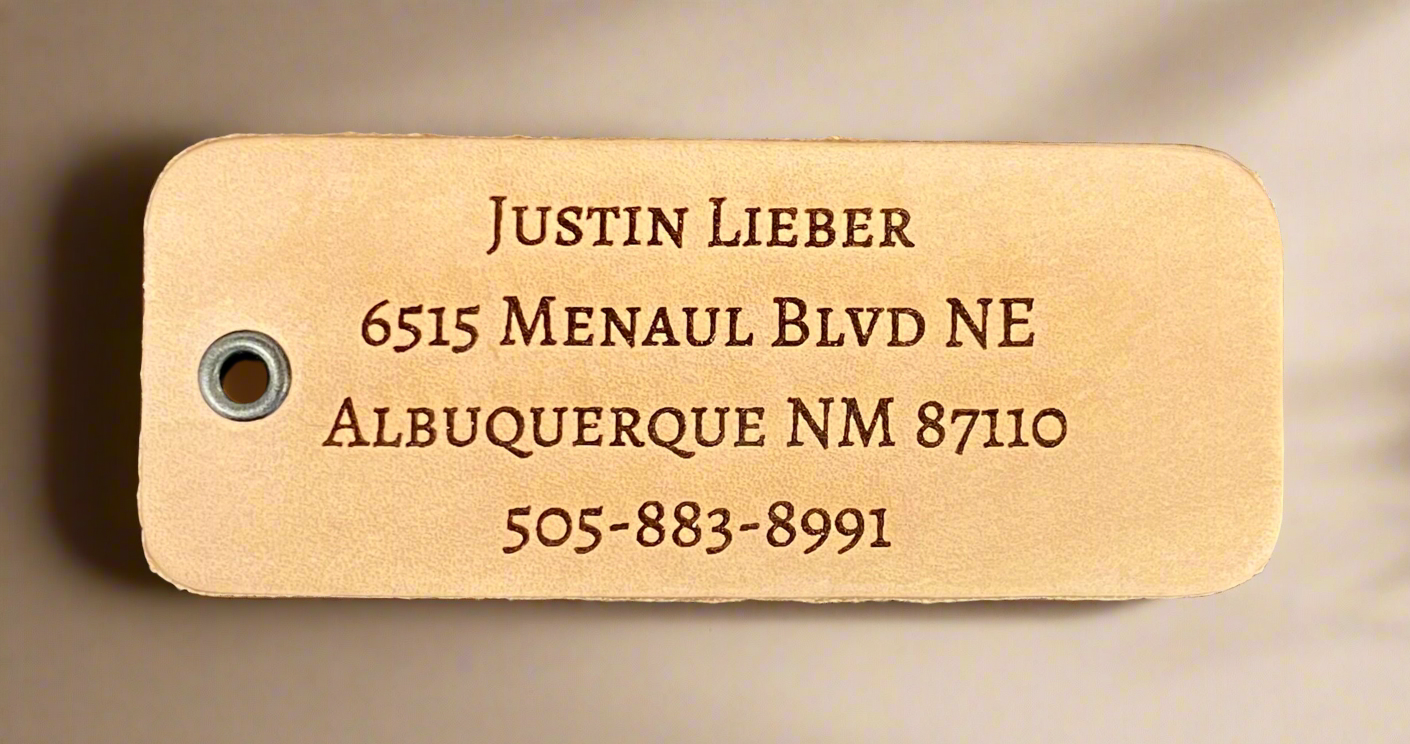 Justin Lieber
6515 Menaul Blvd NE
Albuquerque NM 87110
505-883-8991